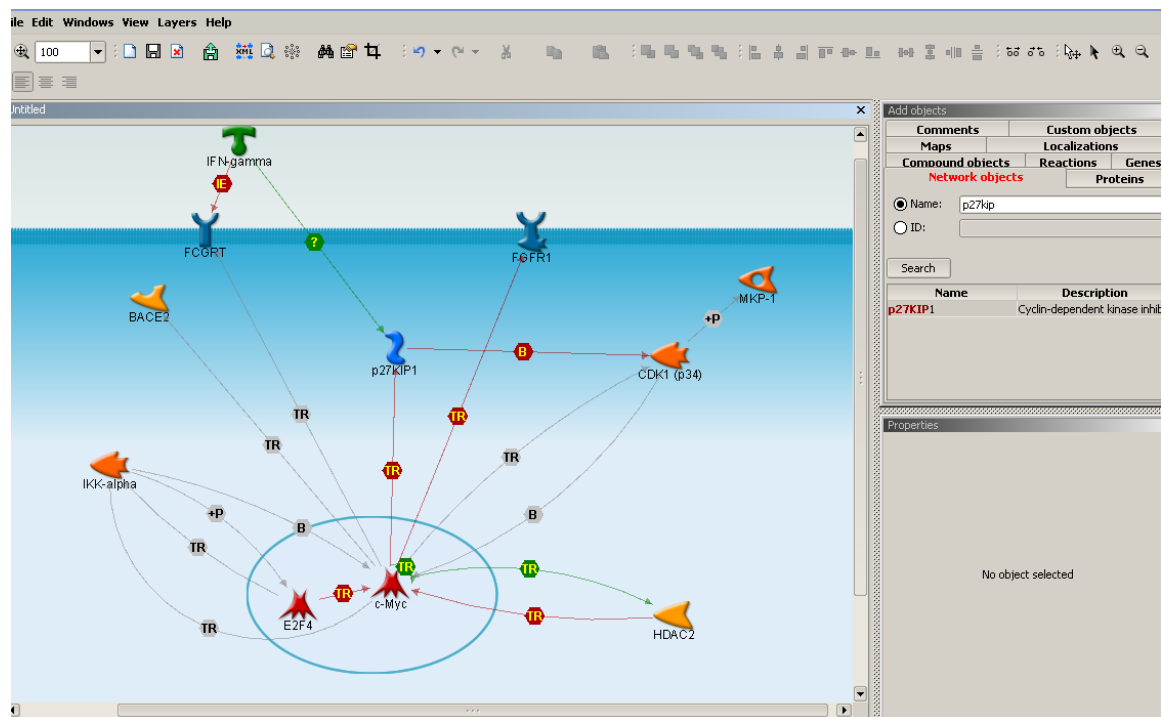 ile Edit Windows View Layers Help
100
XML
Untitled
IFN-gamma
IE
FCGRT
?
FGFR1
BACE2
MKP-1
+P
p27KIP1
B
CDK1 (p34)
TR
TR
TR
TR
TR
IKK-alpha
+P
B
B
TR
TR
TR
TR
c-Myc
E2F4
TR
TR
HDAC2
Add objects
Comments Custom objects
Maps Localizations
Compound objects Reactions Genes
Network objects Proteins
Name: p27kip
ID:
Search
Name Description
p27KIP1 Cyclin-dependent kinase inhib
Properties
No object selected